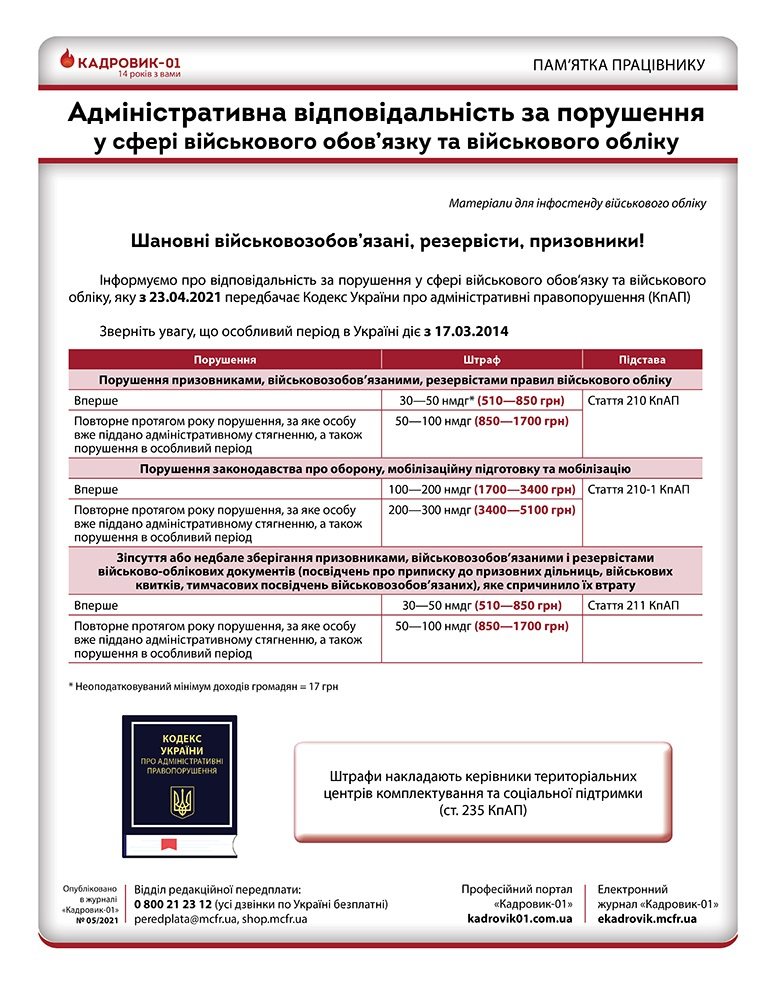 КАДРОВИК-01
14 років з вами
ПАМ'ЯТКА ПРАЦІВНИКУ
Адміністративна відповідальність за порушення
у сфері військового обов'язку та військового обліку
Матеріали для інфостенду військового обліку
Шановні військовозобов'язані, резервісти, призовники!
Інформуємо про відповідальність за порушення у сфері військового обов'язку та військового
обліку, яку з 23.04.2021 передбачає Кодекс України про адміністративні правопорушення (КпАП)
Зверніть увагу, що особливий період в Україні діє з 17.03.2014
Порушення Штраф Підстава
Порушення призовниками, військовозобов'язаними, резервістами правил військового обліку
Вперше 30—50 нмдг* (510—850 грн) Стаття 210 КпАП
Повторне протягом року порушення, за яке особу 50—100 нмдг (850—1700 грн)
вже піддано адміністративному стягненню, а також
порушення в особливий період
Порушення законодавства про оборону, мобілізаційну підготовку та мобілізацію
Вперше 100—200 нмдг (1700—3400 грн) Стаття 210-1 КпАП
Повторне протягом року порушення, за яке особу 200—300 нмдг (3400—5100 грн)
вже піддано адміністративному стягненню, а також
порушення в особливий період
Зіпсуття або недбале зберігання призовниками, військовозобов'язаними і резервістами
військово-облікових документів (посвідчень про приписку до призовних дільниць, військових
квитків, тимчасових посвідчень військовозобов'язаних), яке спричинило їх втрату
Вперше 30—50 нмдг (510—850 грн) Стаття 211 КпАП
Повторне протягом року порушення, за яке особу 50—100 нмдг (850—1700 грн)
вже піддано адміністративному стягненню, а також
порушення в особливий період
* Неоподатковуваний мінімум доходів громадян = 17 грн
КОДЕКС
УКРАЇНИ
ПРО АДМІНІСТРАТИВНІ
ПРАВОПОРУШЕННЯ
Штрафи накладають керівники територіальних
центрів комплектування та соціальної підтримки
(ст. 235 КпАП)
Опубліковано
в журналі
«Кадровик-01»
№ 05/2021
Відділ редакційної передплати:
0 800 21 23 12 (усі дзвінки по Україні безплатні)
peredplata@mcfr.ua, shop.mcfr.ua
Професійний портал
«Кадровик-01»
kadrovik01.com.ua
Електронний
журнал «Кадровик-01»
ekadrovik.mcfr.ua